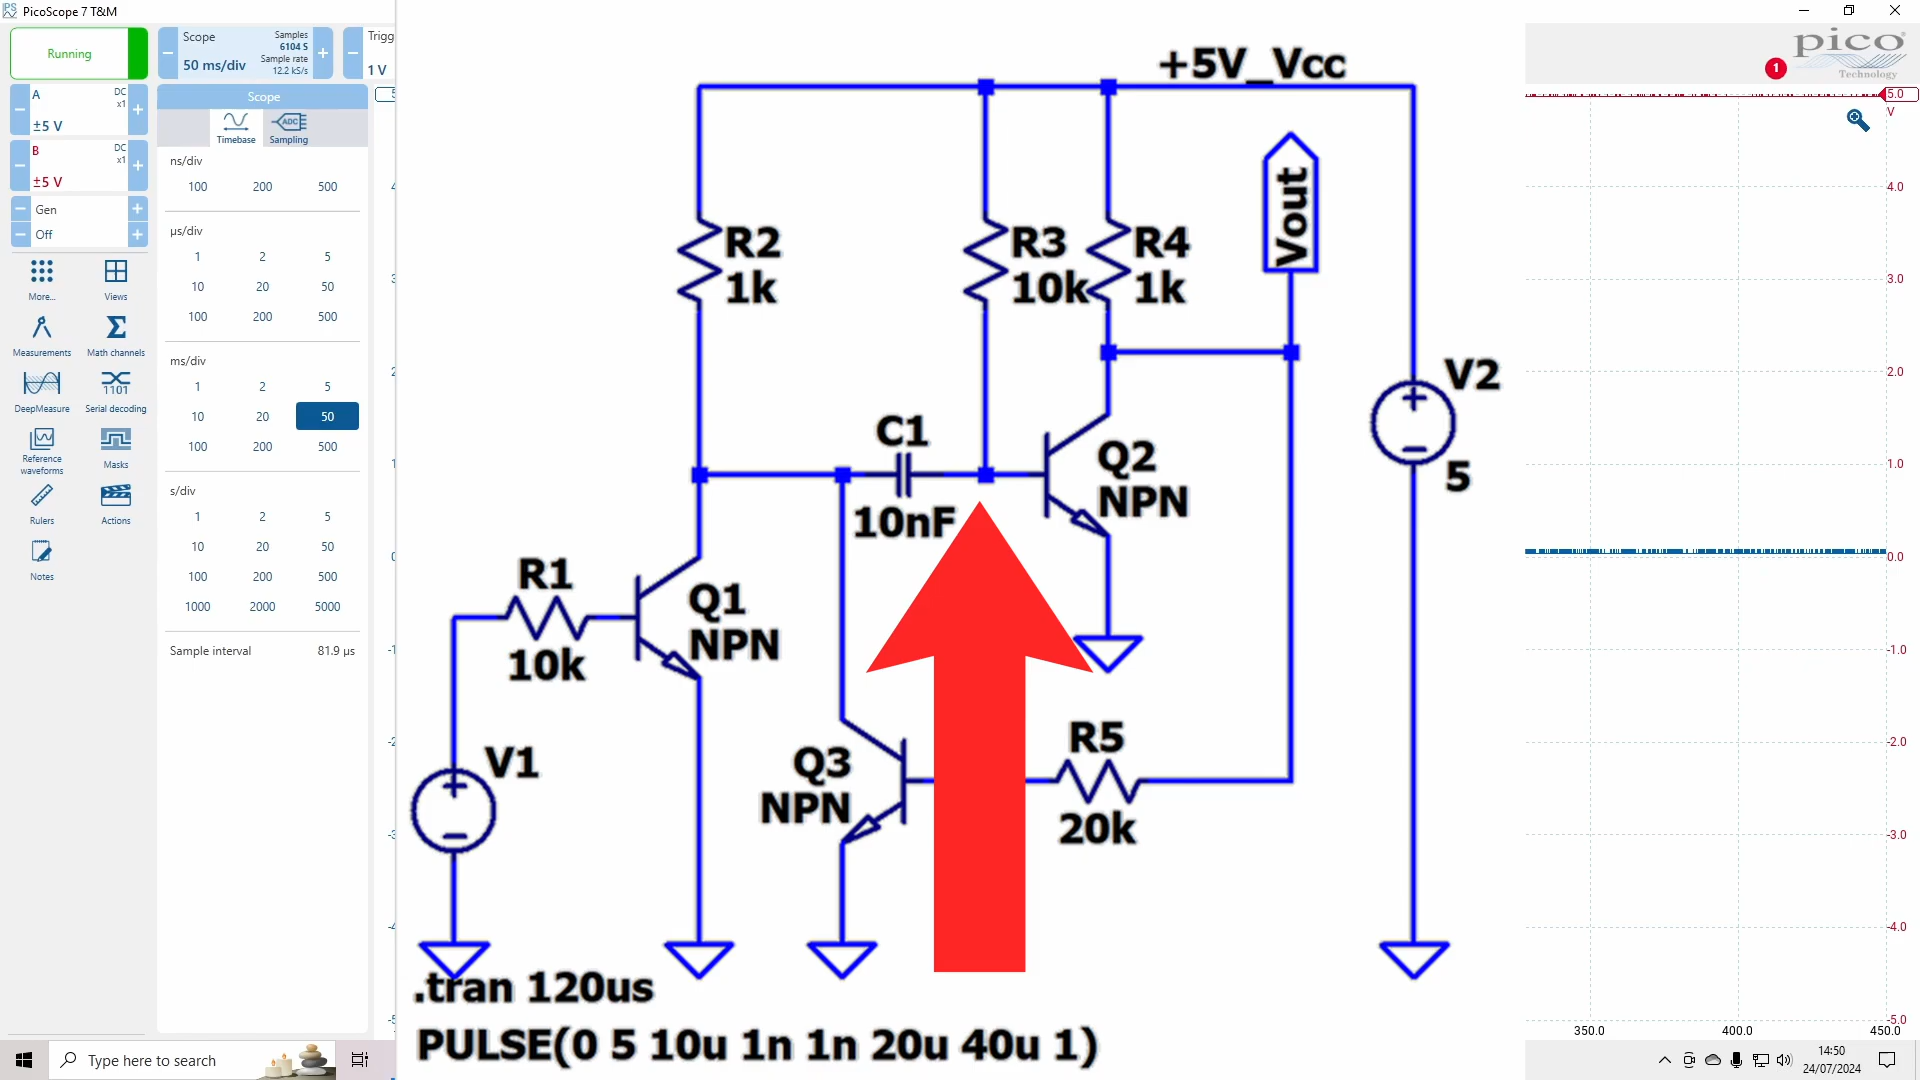 PicoScope 7 T&M
Running
Scope
50 ms/div
Samples
6104 S
Sample rate
12.2 kS/s
Trigg
1 V
A
DC
x1
±5 V
B
DC
x1
±5 V
Gen
Off
More...
Views
Measurements
Math channels
DeepMeasure
Serial decoding
Reference waveforms
Masks
Rulers
Actions
Notes
Scope
Timebase
ADC
Sampling
ns/div
100 200 500
µs/div
1 2 5
10 20 50
100 200 500
ms/div
1 2 5
10 20 50
100 200 500
s/div
1 2 5
10 20 50
100 200 500
1000 2000 5000
Sample interval 81.9 µs
+5V_Vcc
Vout
R2
1k
R3
10k
R4
1k
V2
5
C1
10nF
Q2
NPN
R1
10k
Q1
NPN
V1
Q3
NPN
R5
20k
.tran 120us
PULSE(0 5 10u 1n 1n 20u 40u 1)
pico
Technology
1
5.0
V
4.0
3.0
2.0
1.0
0.0
-1.0
-2.0
-3.0
-4.0
-5.0
350.0 400.0 450.0
Type here to search
14:50
24/07/2024